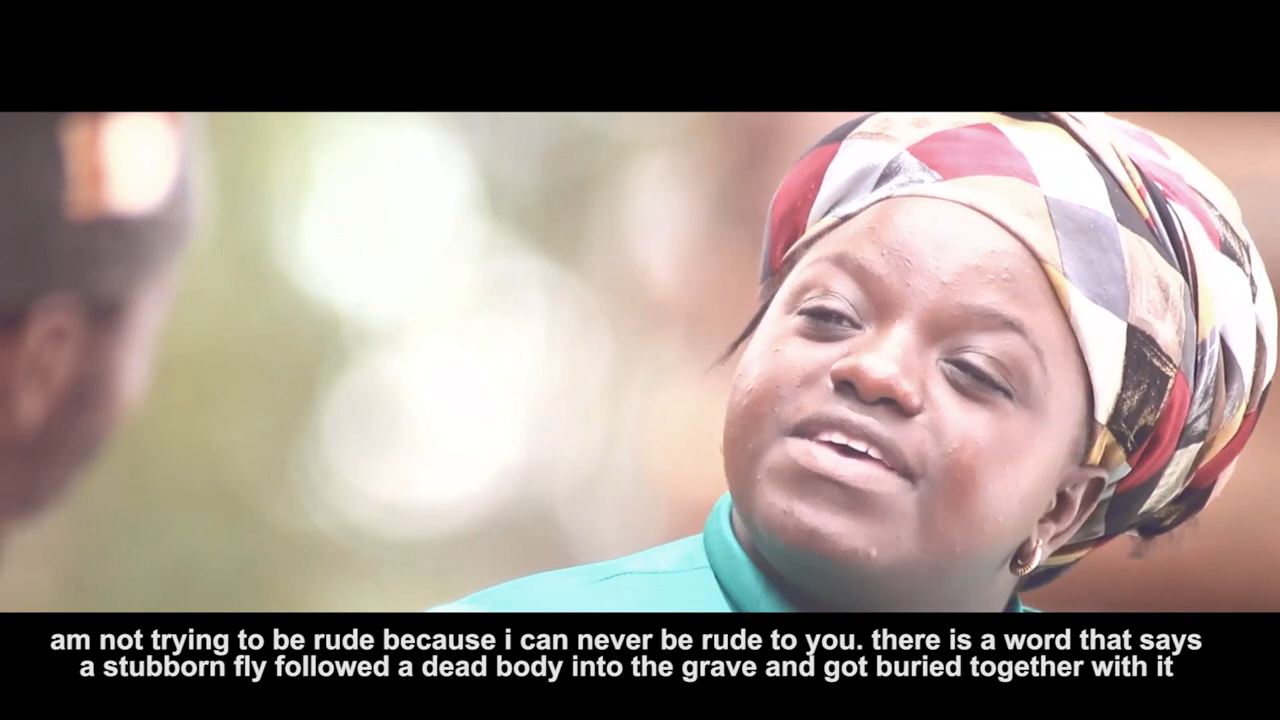 am not trying to be rude because i can never be rude to you. there is a word that says
a stubborn fly followed a dead body into the grave and got buried together with it